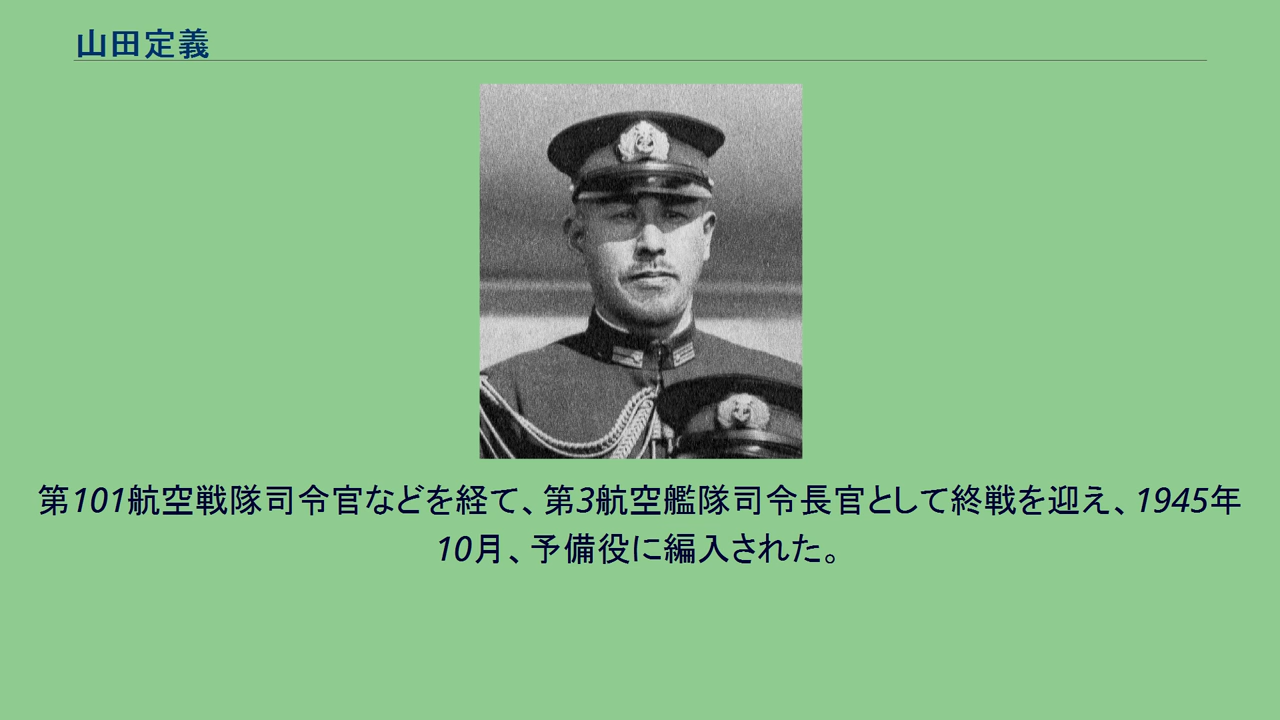 山田定義
第101航空戦隊司令官などを経て、第3航空艦隊司令長官として終戦を迎え、1945年
10月、予備役に編入された。